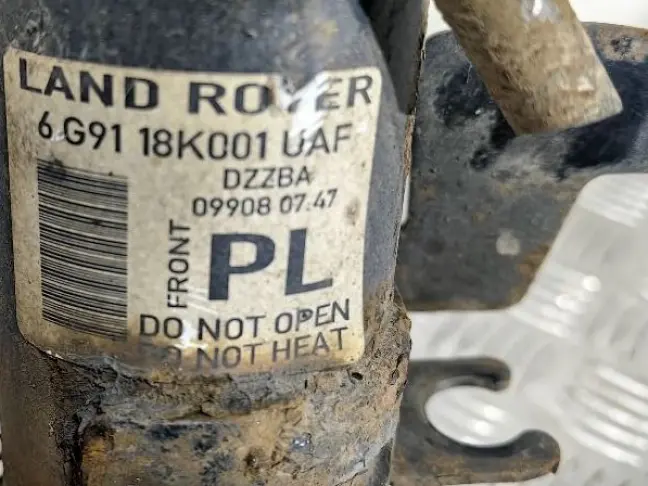 LAND ROVER
6G91 18K001 UAF
DZZBA
09908 07.47
FRONT
PL
DO NOT OPEN
DO NOT HEAT